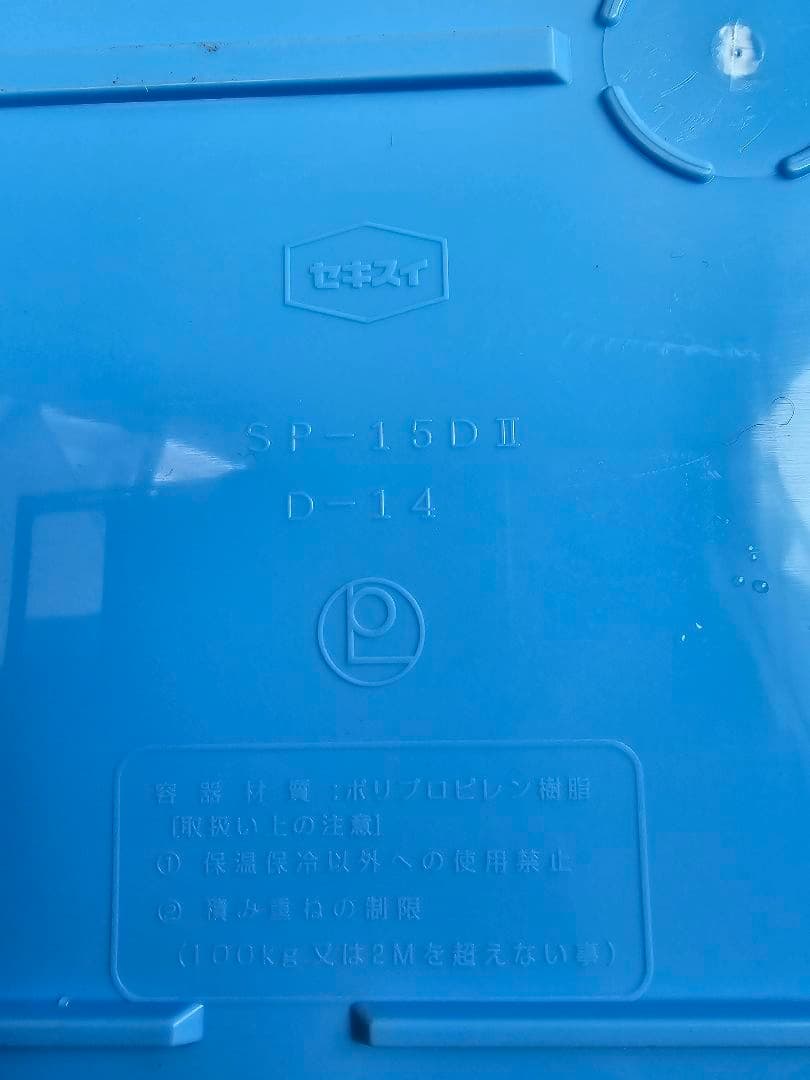 セキスイ
SP-15DⅡ
D-14
PL
容器材質:ポリプロピレン樹脂
[取扱い上の注意]
① 保温保冷以外への使用禁止
② 積み重ねの制限
(100kg又は2Mを超えない事)